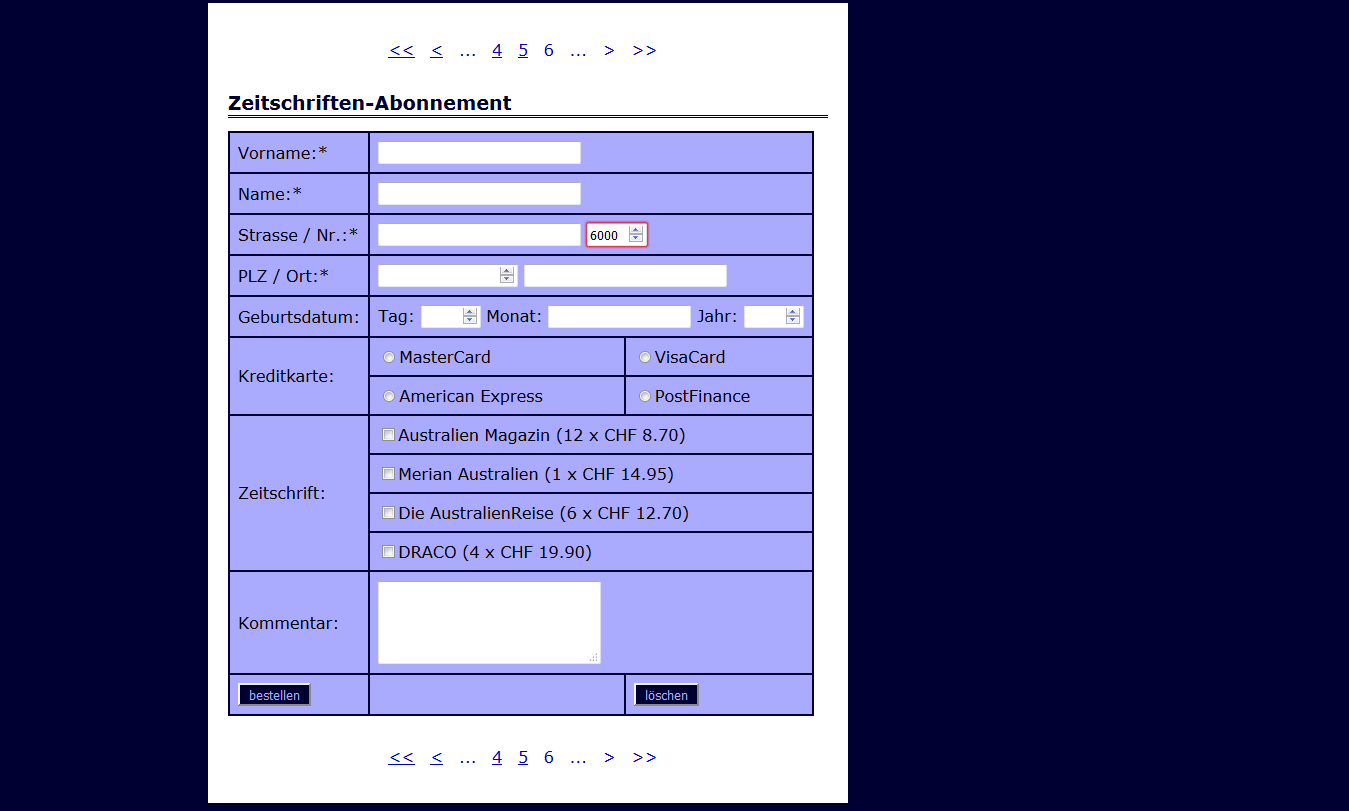 << < ... 4 5 6 ... > >>
Zeitschriften-Abonnement
Vorname:*
Name:*
Strasse / Nr.:* 6000
PLZ / Ort:*
Geburtsdatum: Tag: Monat: Jahr:
Kreditkarte:
MasterCard VisaCard
American Express PostFinance
Zeitschrift:
Australien Magazin (12 x CHF 8.70)
Merian Australien (1 x CHF 14.95)
Die AustralienReise (6 x CHF 12.70)
DRACO (4 x CHF 19.90)
Kommentar:
bestellen löschen
<< < ... 4 5 6 ... > >>